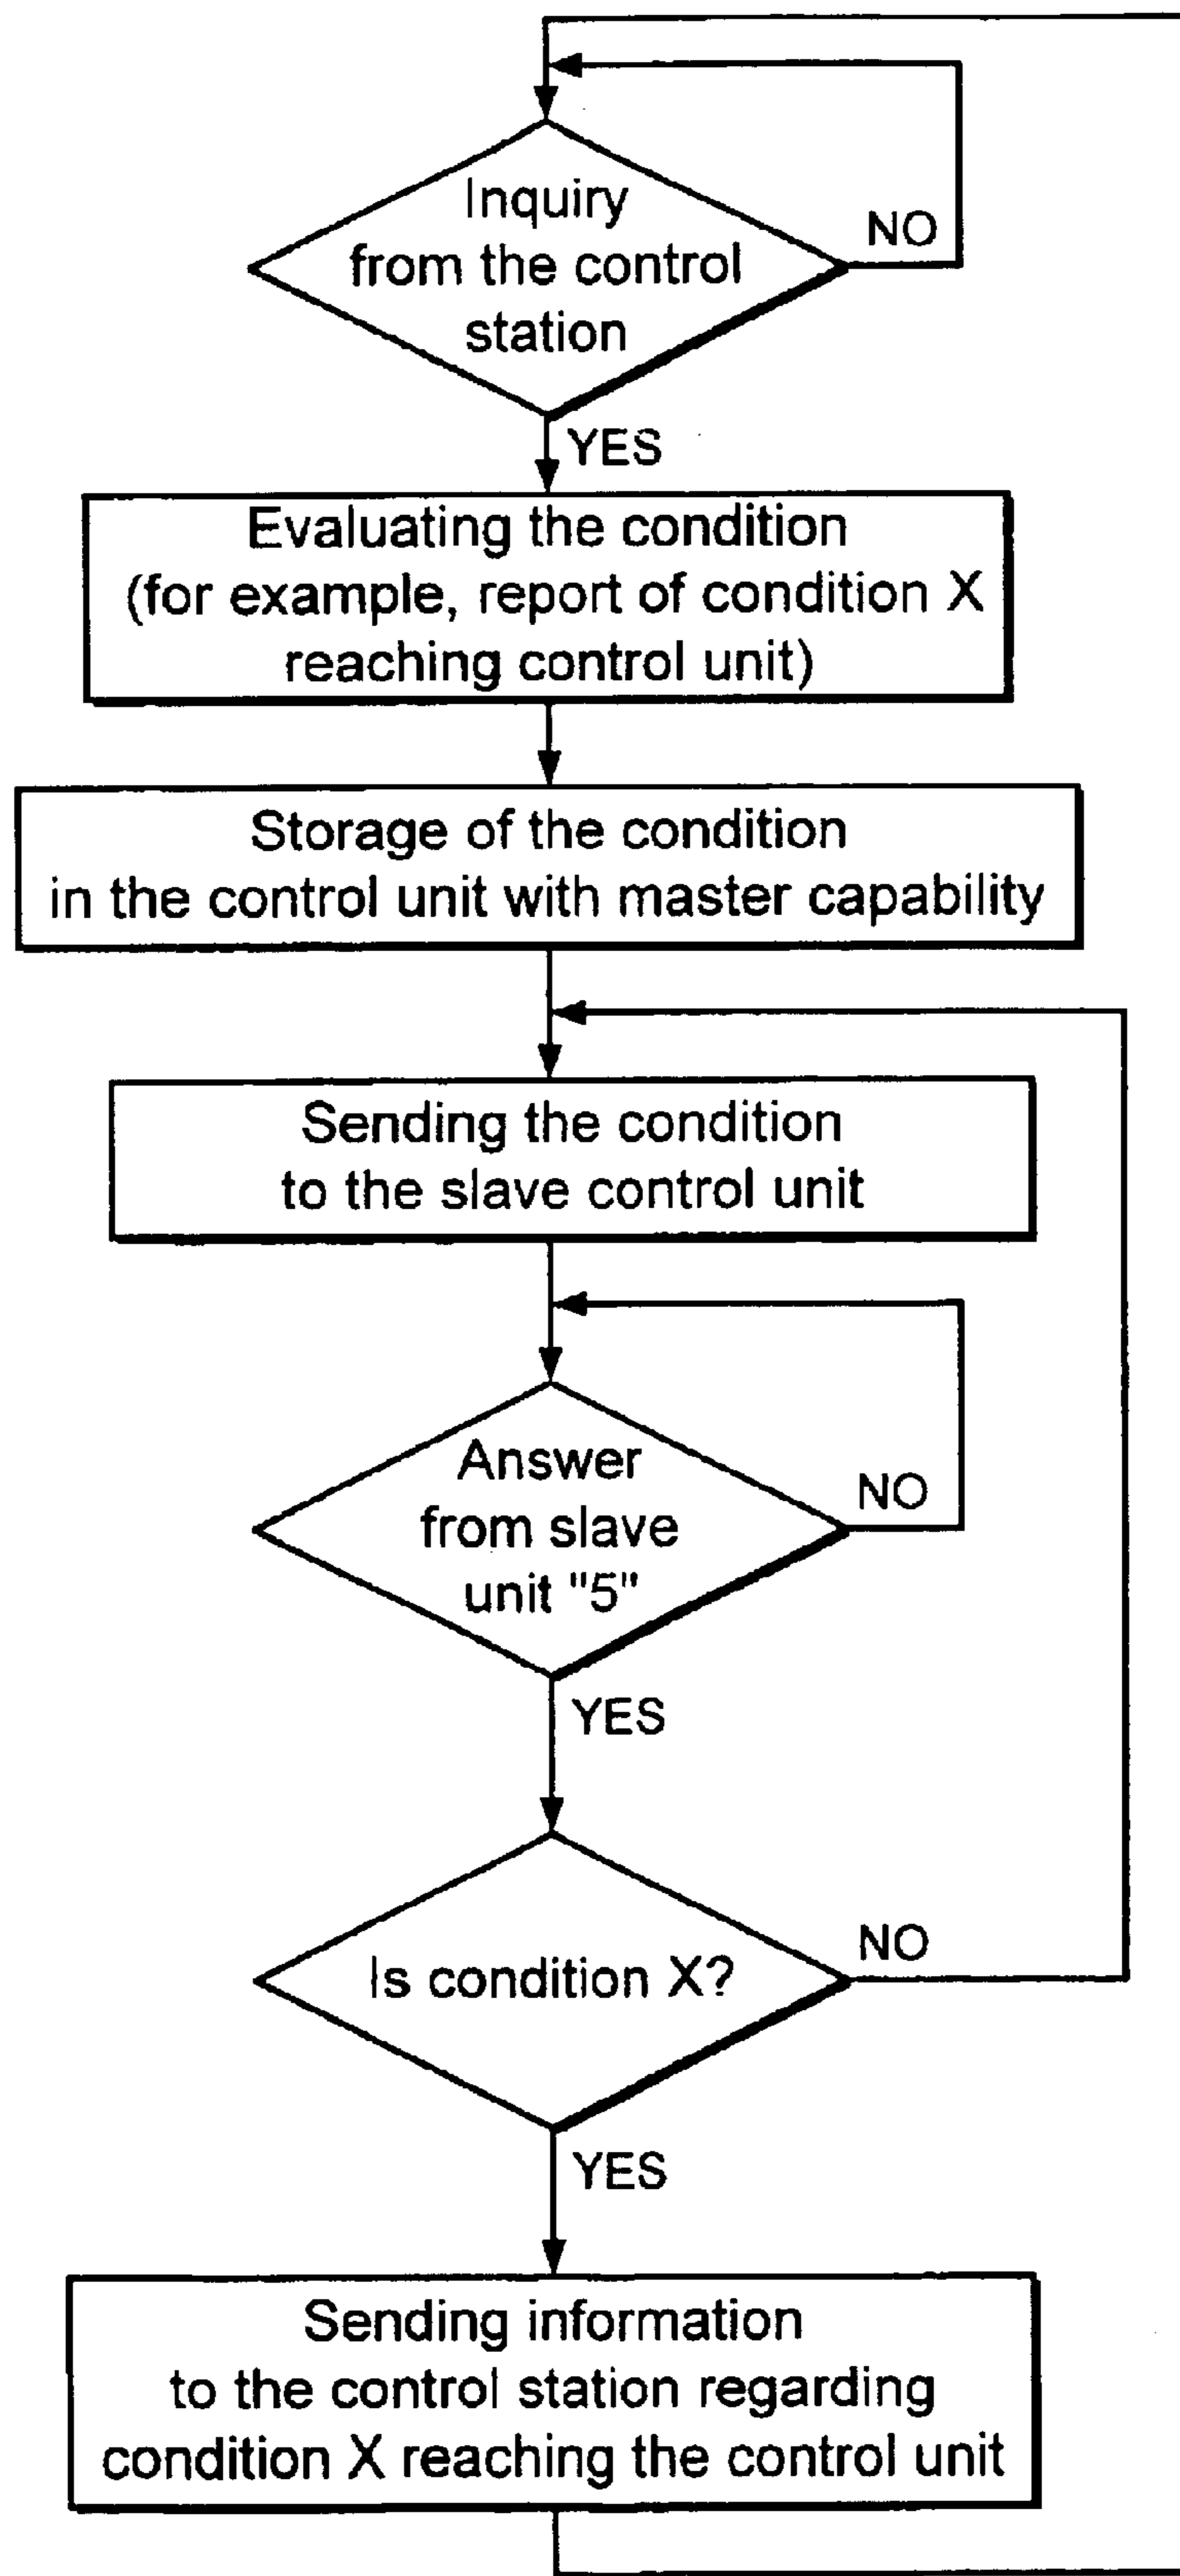 Inquiry
from the control
station
NO
YES
Evaluating the condition
(for example, report of condition X
reaching control unit)
Storage of the condition
in the control unit with master capability
Sending the condition
to the slave control unit
Answer
from slave
unit "5"
NO
YES
Is condition X?
NO
YES
Sending information
to the control station regarding
condition X reaching the control unit